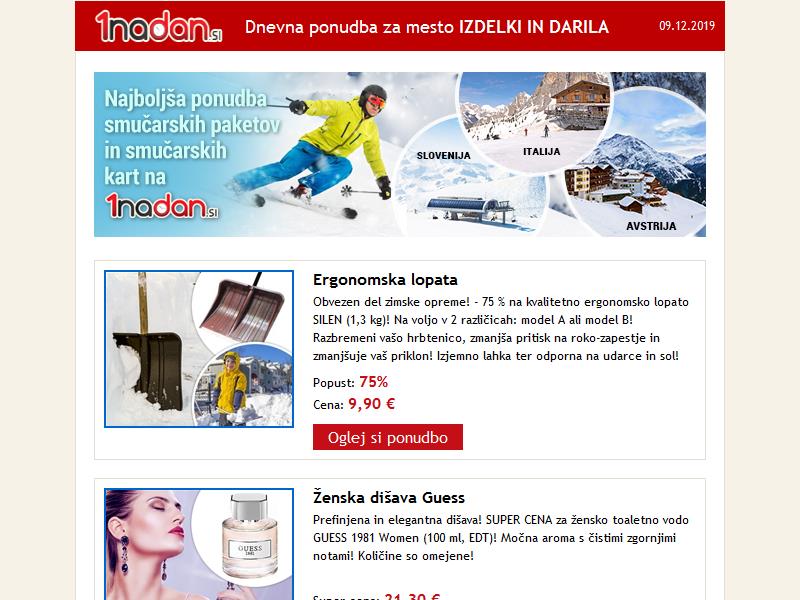 1nadan.si
Dnevna ponudba za mesto IZDELKI IN DARILA
09.12.2019
Najboljša ponudba
smučarskih paketov
in smučarskih
kart na
1nadan.si
SLOVENIJA
ITALIJA
AVSTRIJA
Ergonomska lopata
Obvezen del zimske opreme! - 75 % na kvalitetno ergonomsko lopato
SILEN (1,3 kg)! Na voljo v 2 različicah: model A ali model B!
Razbremeni vašo hrbtenico, zmanjša pritisk na roko-zapestje in
zmanjšuje vaš priklon! Izjemno lahka ter odporna na udarce in sol!
Popust: 75%
Cena: 9,90 €
Oglej si ponudbo
Ženska dišava Guess
Prefinjena in elegantna dišava! SUPER CENA za žensko toaletno vodo
GUESS 1981 Women (100 ml, EDT)! Močna aroma s čistimi zgornjimi
notami! Količine so omejene!
GUESS
1981
Super cena: 21,30 €